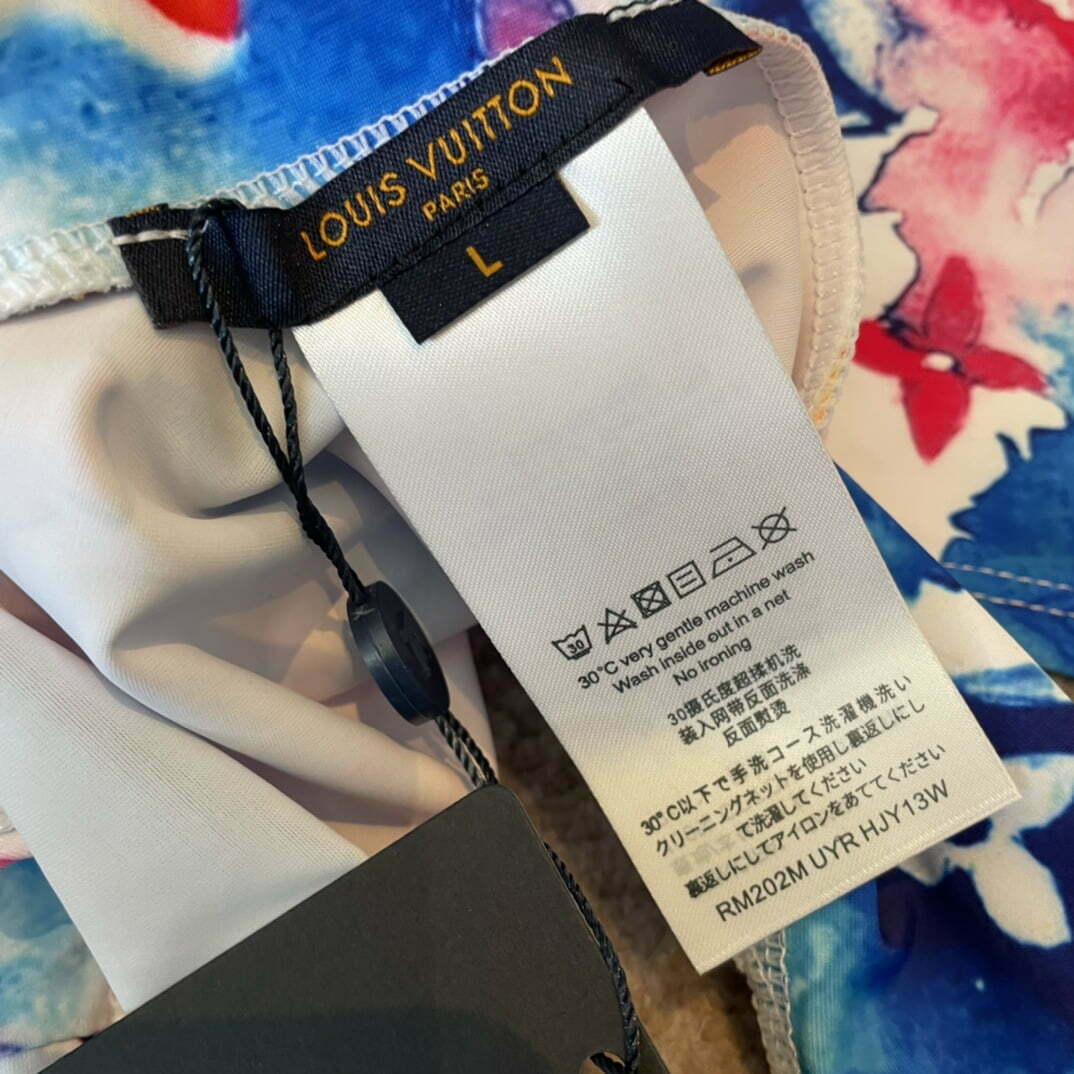 LOUIS VUITTON
PARIS
L
30
30°C very gentle machine wash
Wash inside out in a net
No ironing
30摄氏度超揉机洗
装入网带反面洗涤
反面熨烫
30°C以下で手洗コース洗濯機洗い
クリーニングネットを使用し裏返しにし
て洗濯してください
裏返しにしてアイロンをあててください
RM202M UYR HJY13W